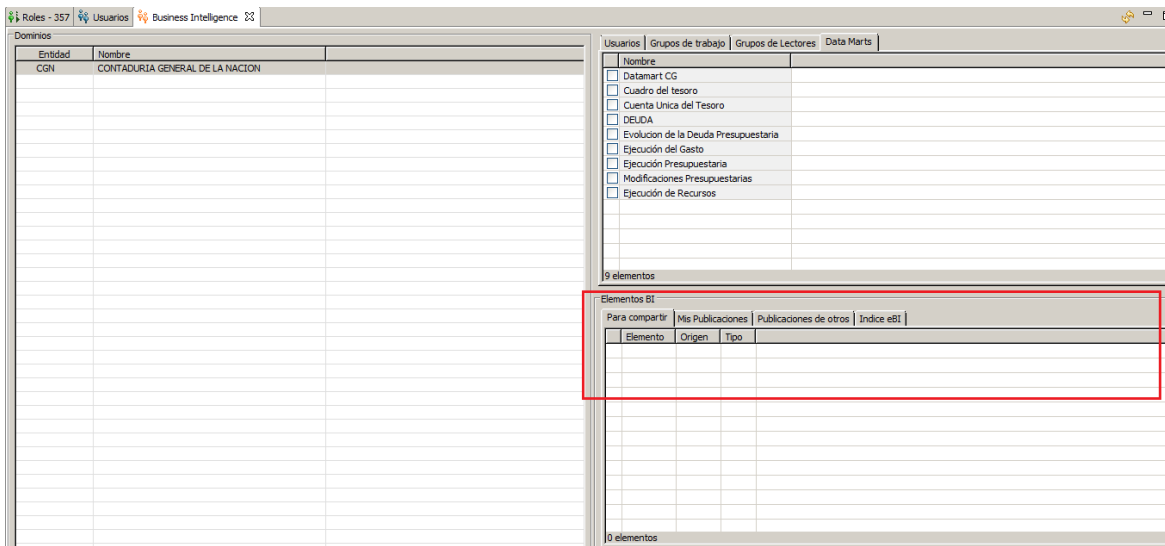 Roles - 357 Usuarios Business Intelligence
Dominios
Entidad Nombre
CGN CONTADURIA GENERAL DE LA NACION
Usuarios Grupos de trabajo Grupos de Lectores Data Marts
Nombre
Datamart CG
Cuadro del tesoro
Cuenta Unica del Tesoro
DEUDA
Evolucion de la Deuda Presupuestaria
Ejecución del Gasto
Ejecución Presupuestaria
Modificaciones Presupuestarias
Ejecución de Recursos
9 elementos
Elementos BI
Para compartir Mis Publicaciones Publicaciones de otros Indice eBI
Elemento Origen Tipo
0 elementos